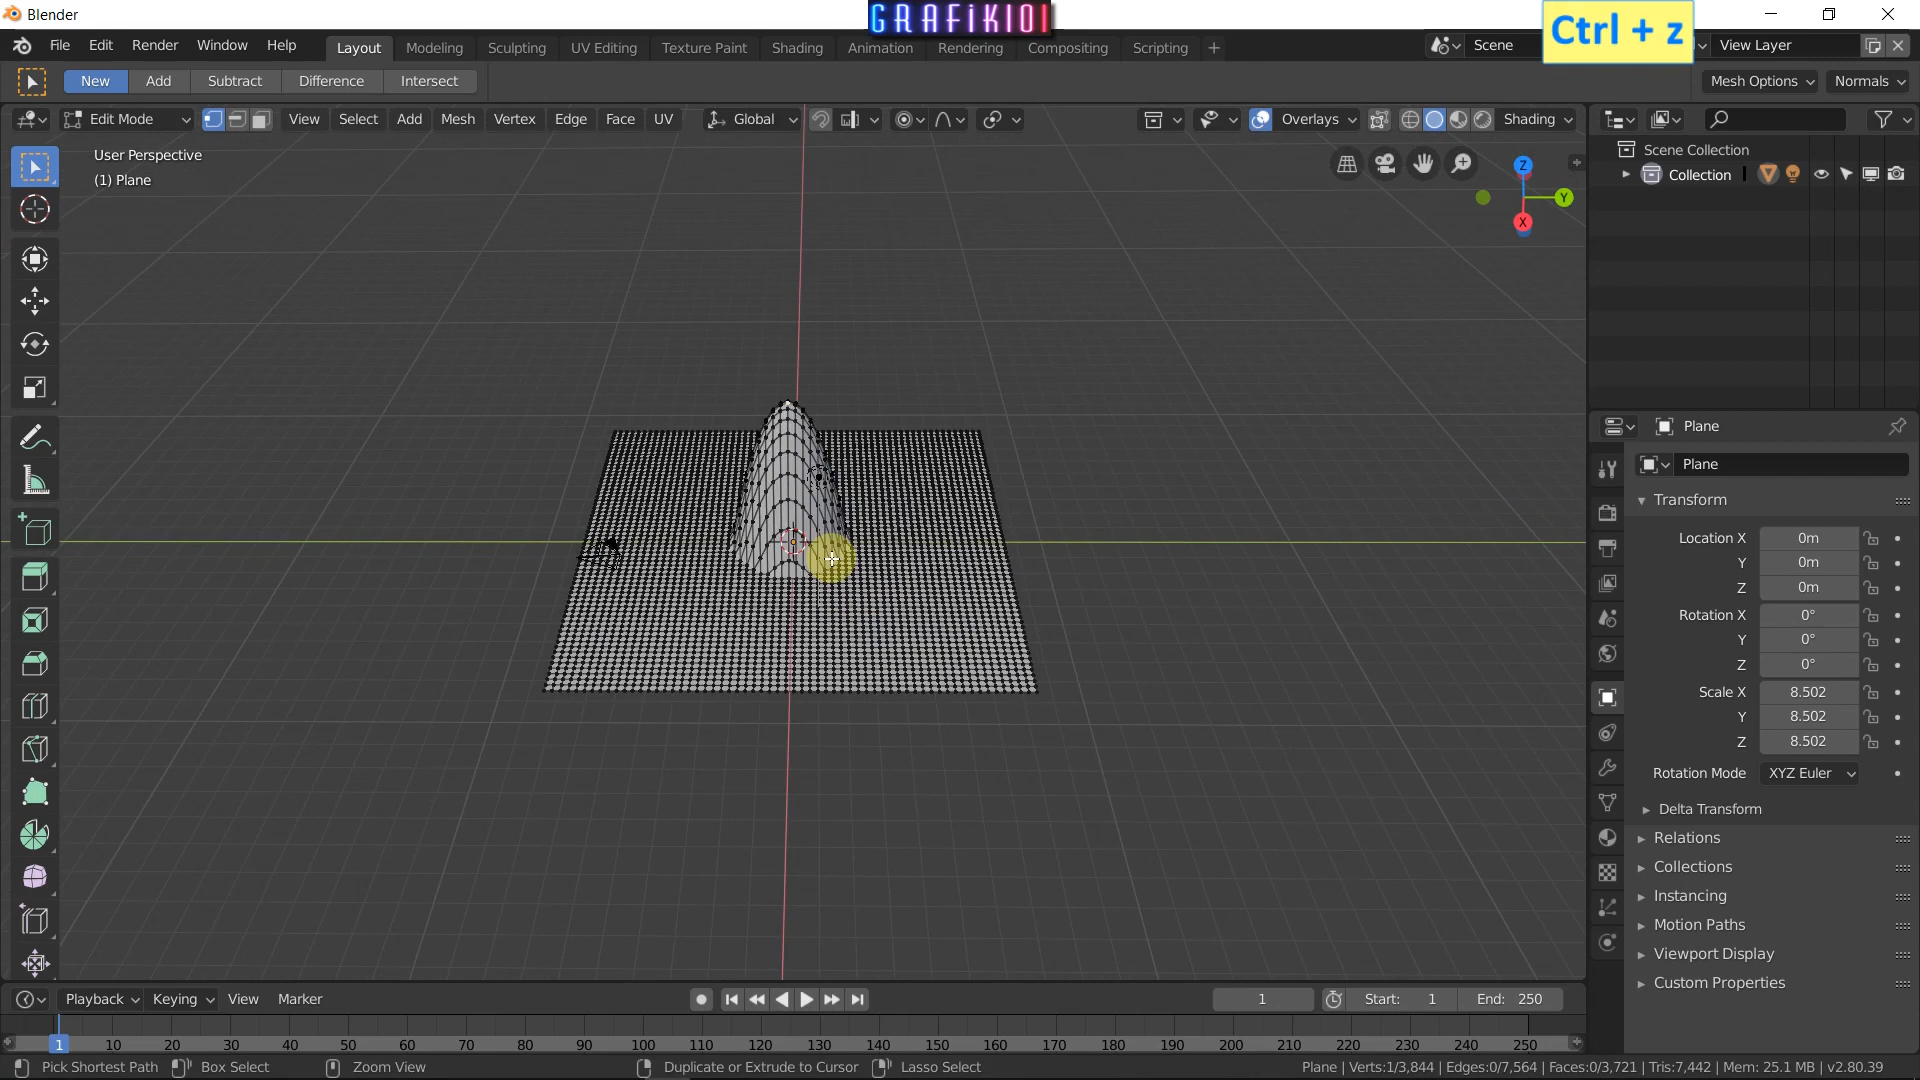 Blender
GRAFiK101
Ctrl + z
File Edit Render Window Help Layout Modeling Sculpting UV Editing Texture Paint Shading Animation Rendering Compositing Scripting + Scene View Layer
New Add Subtract Difference Intersect Mesh Options Normals
Edit Mode View Select Add Mesh Vertex Edge Face UV Global Overlays Shading
User Perspective
(1) Plane
Z
Y
X
Scene Collection
Collection
Plane
Plane
Transform
Location X 0m
Y 0m
Z 0m
Rotation X 0°
Y 0°
Z 0°
Scale X 8.502
Y 8.502
Z 8.502
Rotation Mode XYZ Euler
Delta Transform
Relations
Collections
Instancing
Motion Paths
Viewport Display
Custom Properties
Playback Keying View Marker 1 Start: 1 End: 250
1 10 20 30 40 50 60 70 80 90 100 110 120 130 140 150 160 170 180 190 200 210 220 230 240 250
Pick Shortest Path Box Select Zoom View Duplicate or Extrude to Cursor Lasso Select Plane | Verts:1/3,844 | Edges:0/7,564 | Faces:0/3,721 | Tris:7,442 | Mem: 25.1 MB | v2.80.39